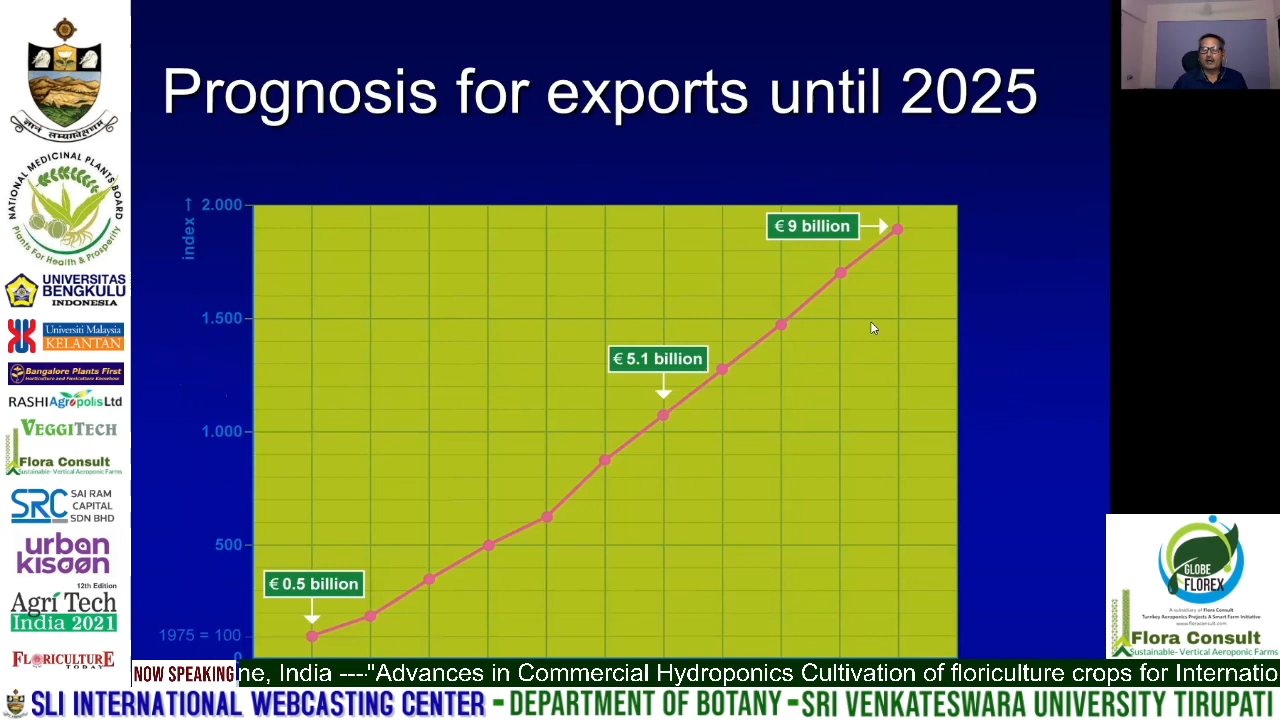 Prognosis for exports until 2025
index →
2.000
1.500
1.000
500
1975 = 100
0
€ 9 billion
€ 5.1 billion
€ 0.5 billion
ज्ञानं सम्यगवेक्षणम्
NATIONAL MEDICINAL PLANTS BOARD
Plants For Health & Prosperity
UNIVERSITAS
BENGKULU
INDONESIA
Universiti Malaysia
KELANTAN
Bangalore Plants First
Horticulture and Floriculture Knowhow
RASHI Agropolis Ltd
VEGGITECH
Flora Consult
Sustainable- Vertical Aeroponic Farms
SRC SAI RAM
CAPITAL
SDN BHD
urban
kisaan
12th Edition
Agri Tech
India 2021
FLORICULTURE
TODAY
GLOBE
FLOREX
A subsidiary of Flora Consult
Turnkey Aeroponics Projects & Smart Farm Initiative
www.floraconsult.com
Flora Consult
Sustainable- Vertical Aeroponic Farms
NOW SPEAKING
ne, India ----"Advances in Commercial Hydroponics Cultivation of floriculture crops for Internatio
SLI INTERNATIONAL WEBCASTING CENTER - DEPARTMENT OF BOTANY - SRI VENKATESWARA UNIVERSITY TIRUPATI